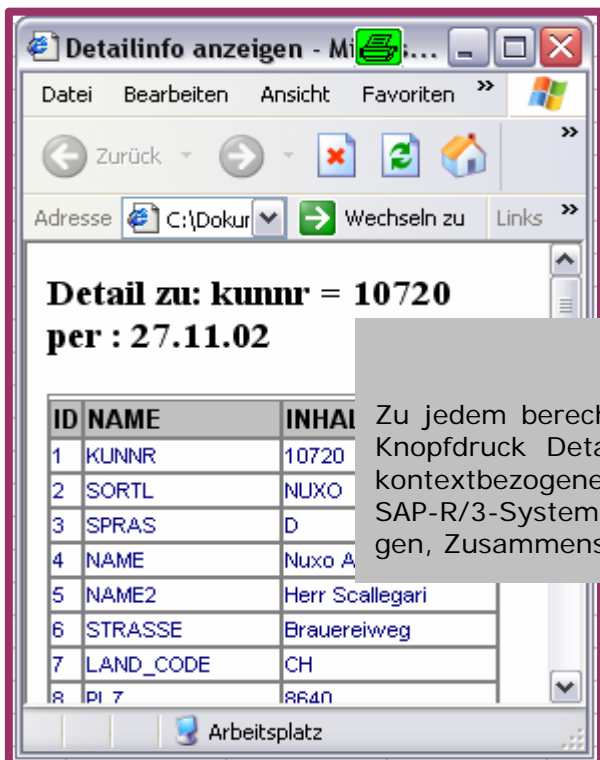 Detailinfo anzeigen - Mi s...
Datei Bearbeiten Ansicht Favoriten »
Zurück »
Adresse C:\Dokur Wechseln zu Links »
Detail zu: kunnr = 10720
per : 27.11.02
ID NAME INHAL
1 KUNNR 10720
2 SORTL NUXO
3 SPRAS D
4 NAME Nuxo A
5 NAME2 Herr Scallegari
6 STRASSE Brauereiweg
7 LAND_CODE CH
8 PLZ 8640
Zu jedem berech
Knopfdruck Deta
kontextbezogene
SAP-R/3-System
gen, Zusammens
Arbeitsplatz